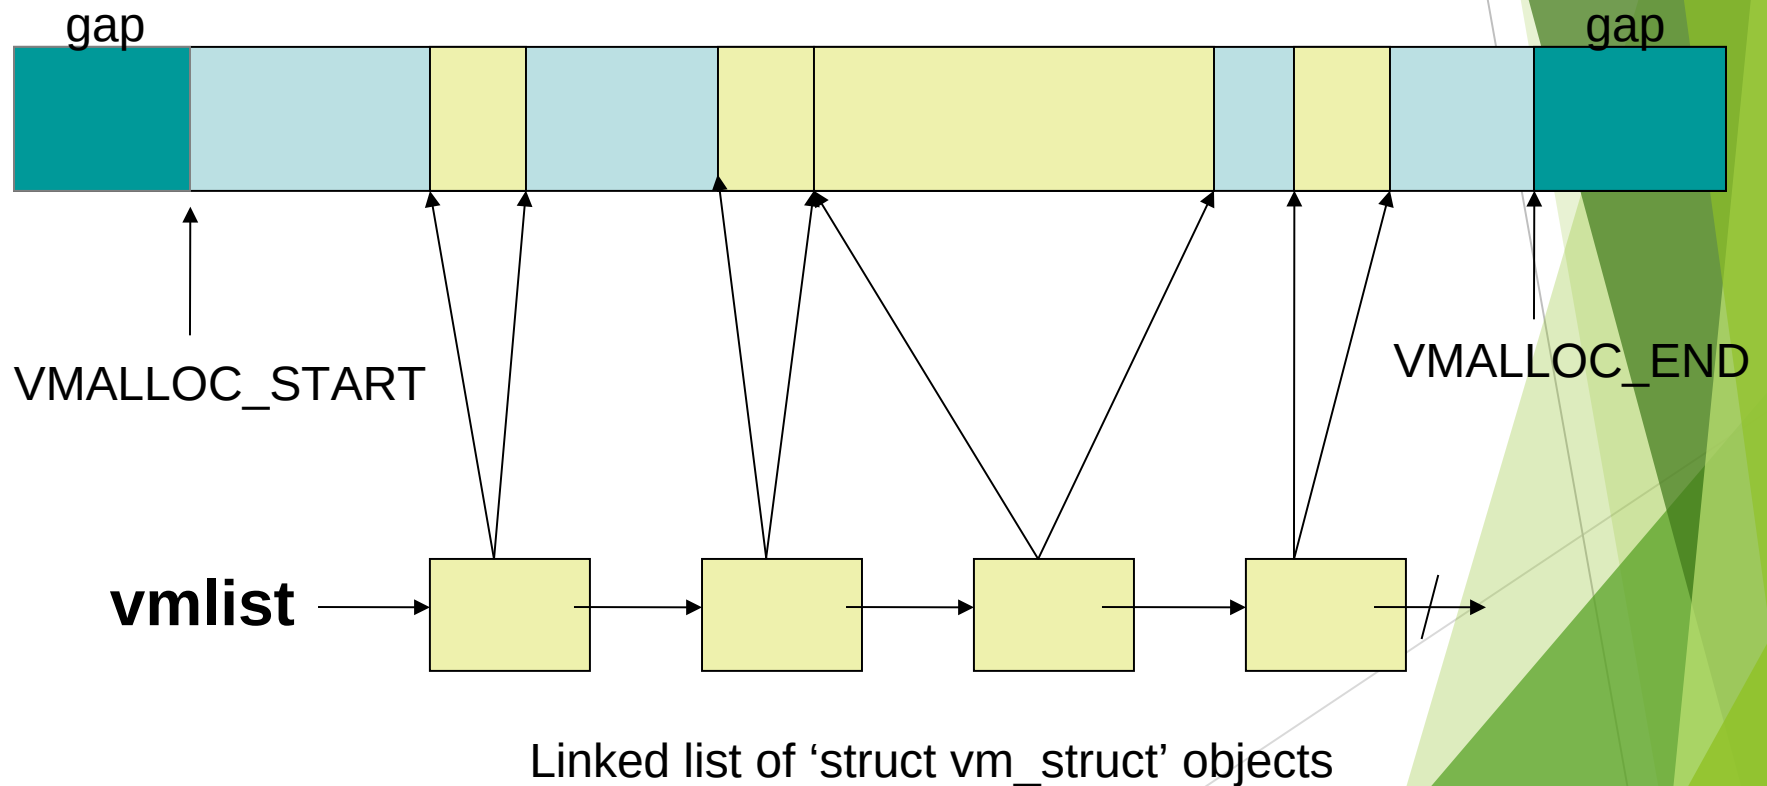 gap
gap
VMALLOC_START
VMALLOC_END
vmlist
Linked list of ‘struct vm_struct’ objects